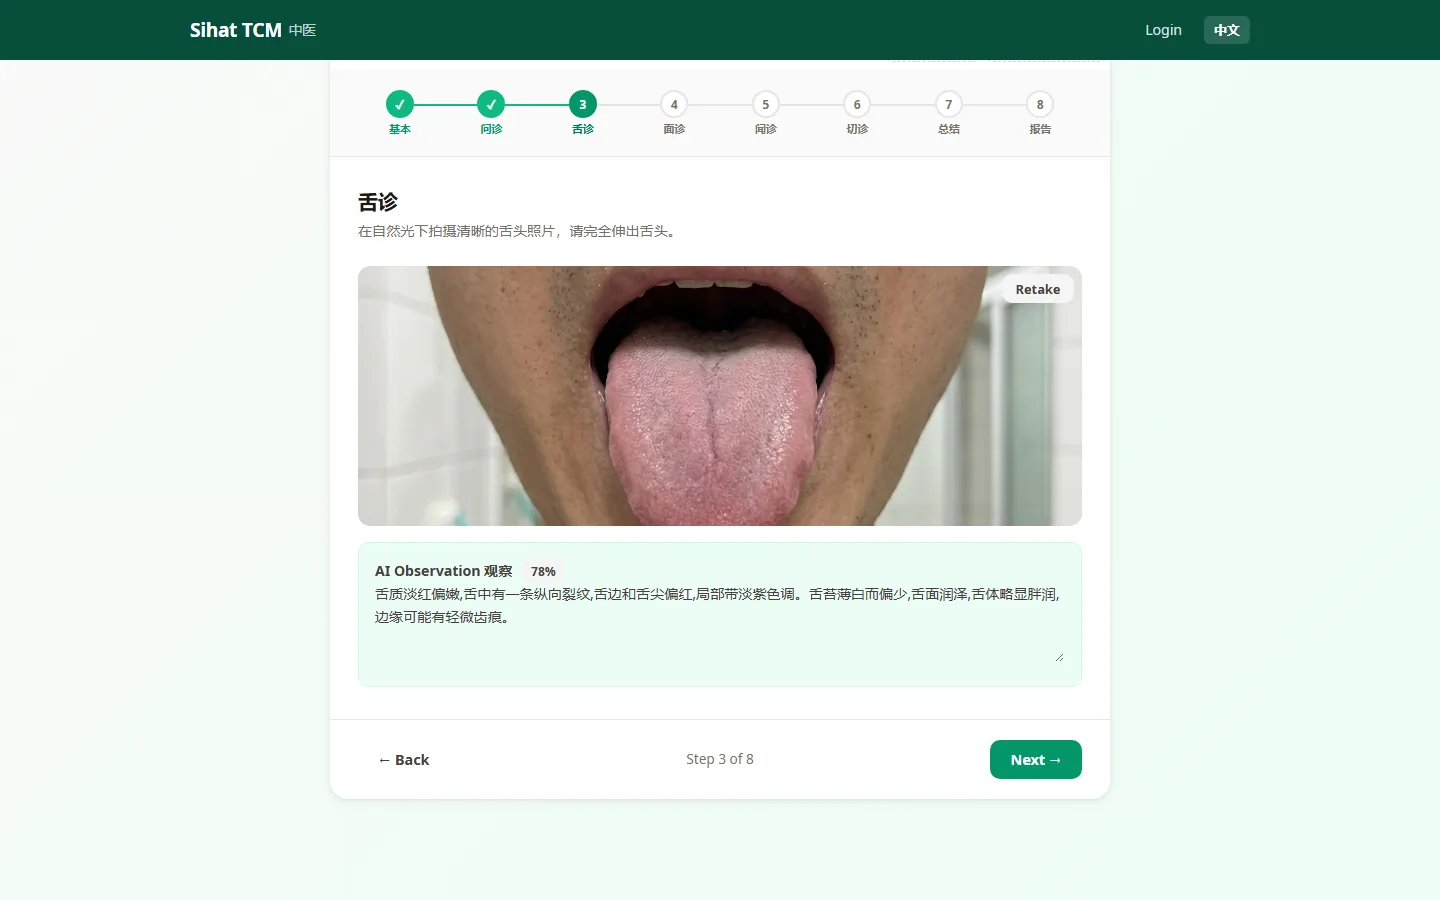 Sihat TCM 中医
Login
中文
✓ ✓ 3 4 5 6 7 8
基本 问诊 舌诊 面诊 闻诊 切诊 总结 报告
舌诊
在自然光下拍摄清晰的舌头照片，请完全伸出舌头。
Retake
AI Observation 观察 78%
舌质淡红偏嫩,舌中有一条纵向裂纹,舌边和舌尖偏红,局部带淡紫色调。舌苔薄白而偏少,舌面润泽,舌体略显胖润,
边缘可能有轻微齿痕。
← Back
Step 3 of 8
Next →